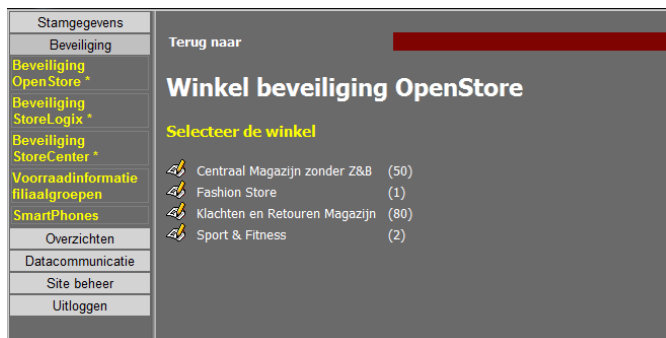 Stamgegevens
Beveiliging
Beveiliging
OpenStore *
Beveiliging
StoreLogix *
Beveiliging
StoreCenter *
Voorraadinformatie
filiaalgroepen
SmartPhones
Overzichten
Datacommunicatie
Site beheer
Uitloggen
Terug naar
Winkel beveiliging OpenStore
Selecteer de winkel
Centraal Magazijn zonder Z&B (50)
Fashion Store (1)
Klachten en Retouren Magazijn (80)
Sport & Fitness (2)